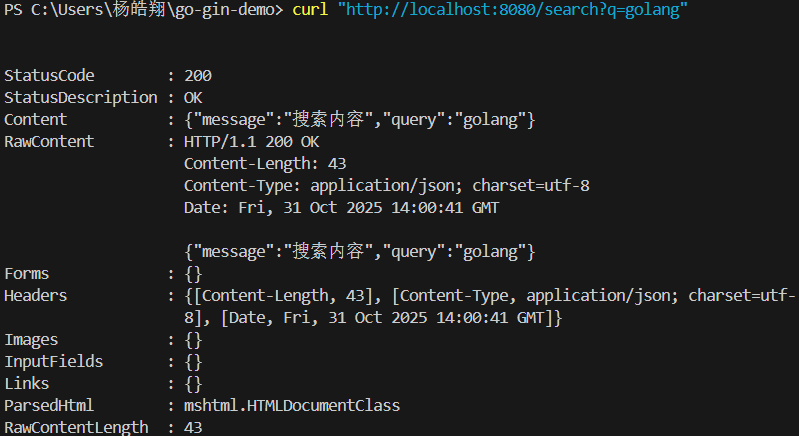 PS C:\Users\杨皓翔\go-gin-demo> curl "http://localhost:8080/search?q=golang"
StatusCode        : 200
StatusDescription : OK
Content           : {"message":"搜索内容","query":"golang"}
RawContent        : HTTP/1.1 200 OK
                    Content-Length: 43
                    Content-Type: application/json; charset=utf-8
                    Date: Fri, 31 Oct 2025 14:00:41 GMT
                    {"message":"搜索内容","query":"golang"}
Forms             : {}
Headers           : {[Content-Length, 43], [Content-Type, application/json; charset=utf-
                    8], [Date, Fri, 31 Oct 2025 14:00:41 GMT]}
Images            : {}
InputFields       : {}
Links             : {}
ParsedHtml        : mshtml.HTMLDocumentClass
RawContentLength  : 43